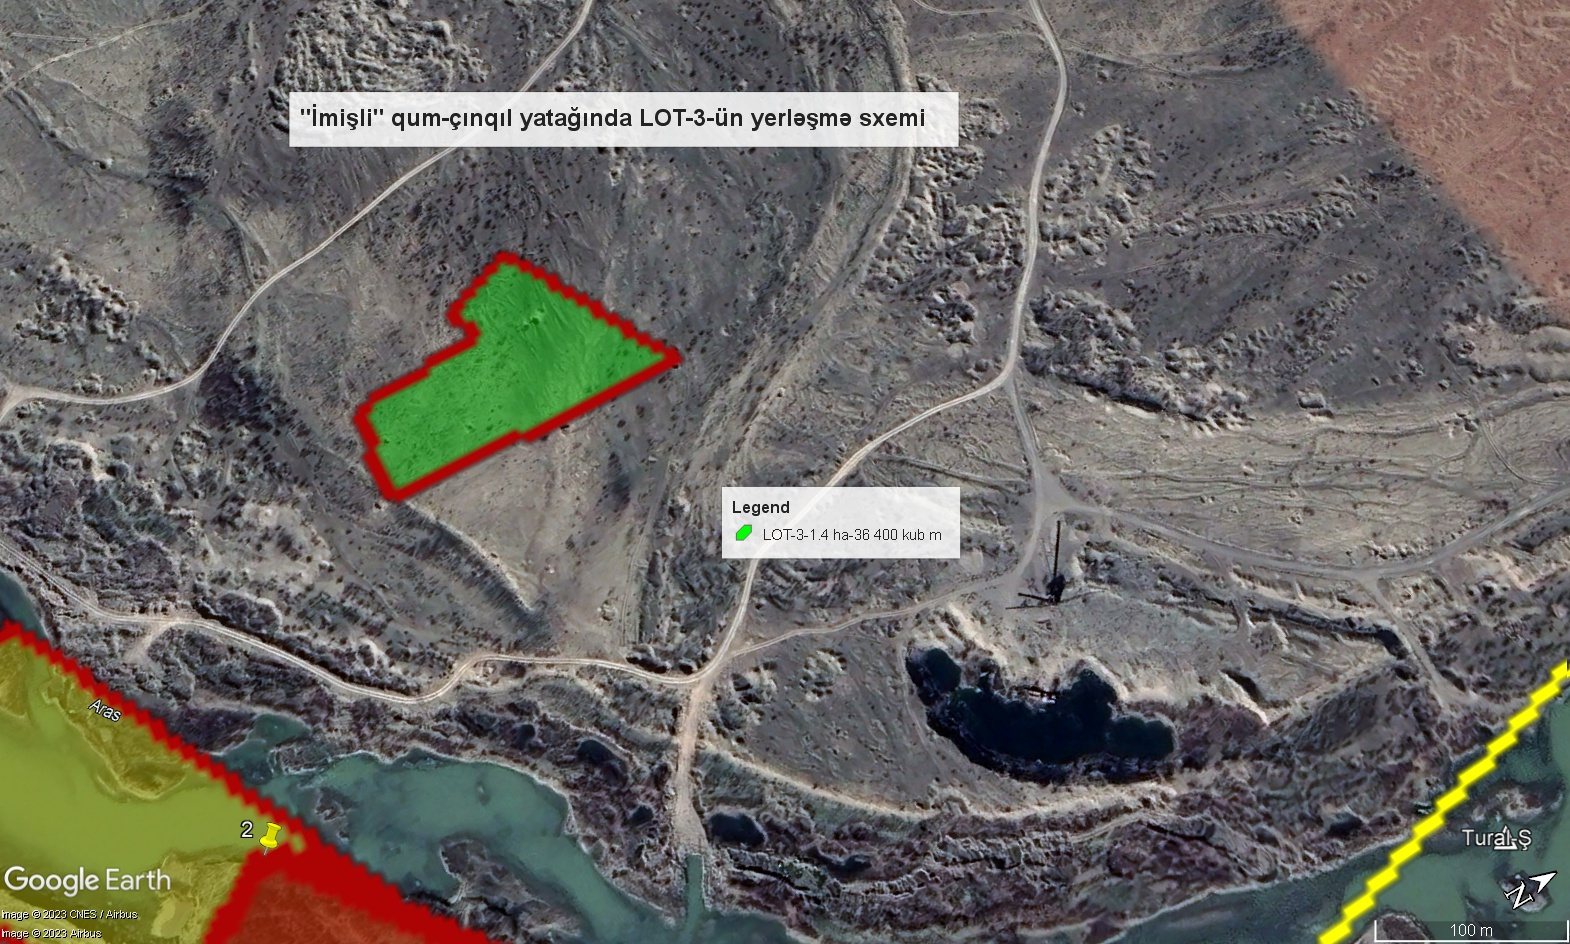 "İmişli" qum-çınqıl yatağında LOT-3-ün yerləşmə sxemi
Legend
LOT-3-1.4 ha-36 400 kub m
Aras
2
Tural-Ş
Google Earth
Image © 2023 CNES / Airbus
Image © 2023 Airbus
N
100 m